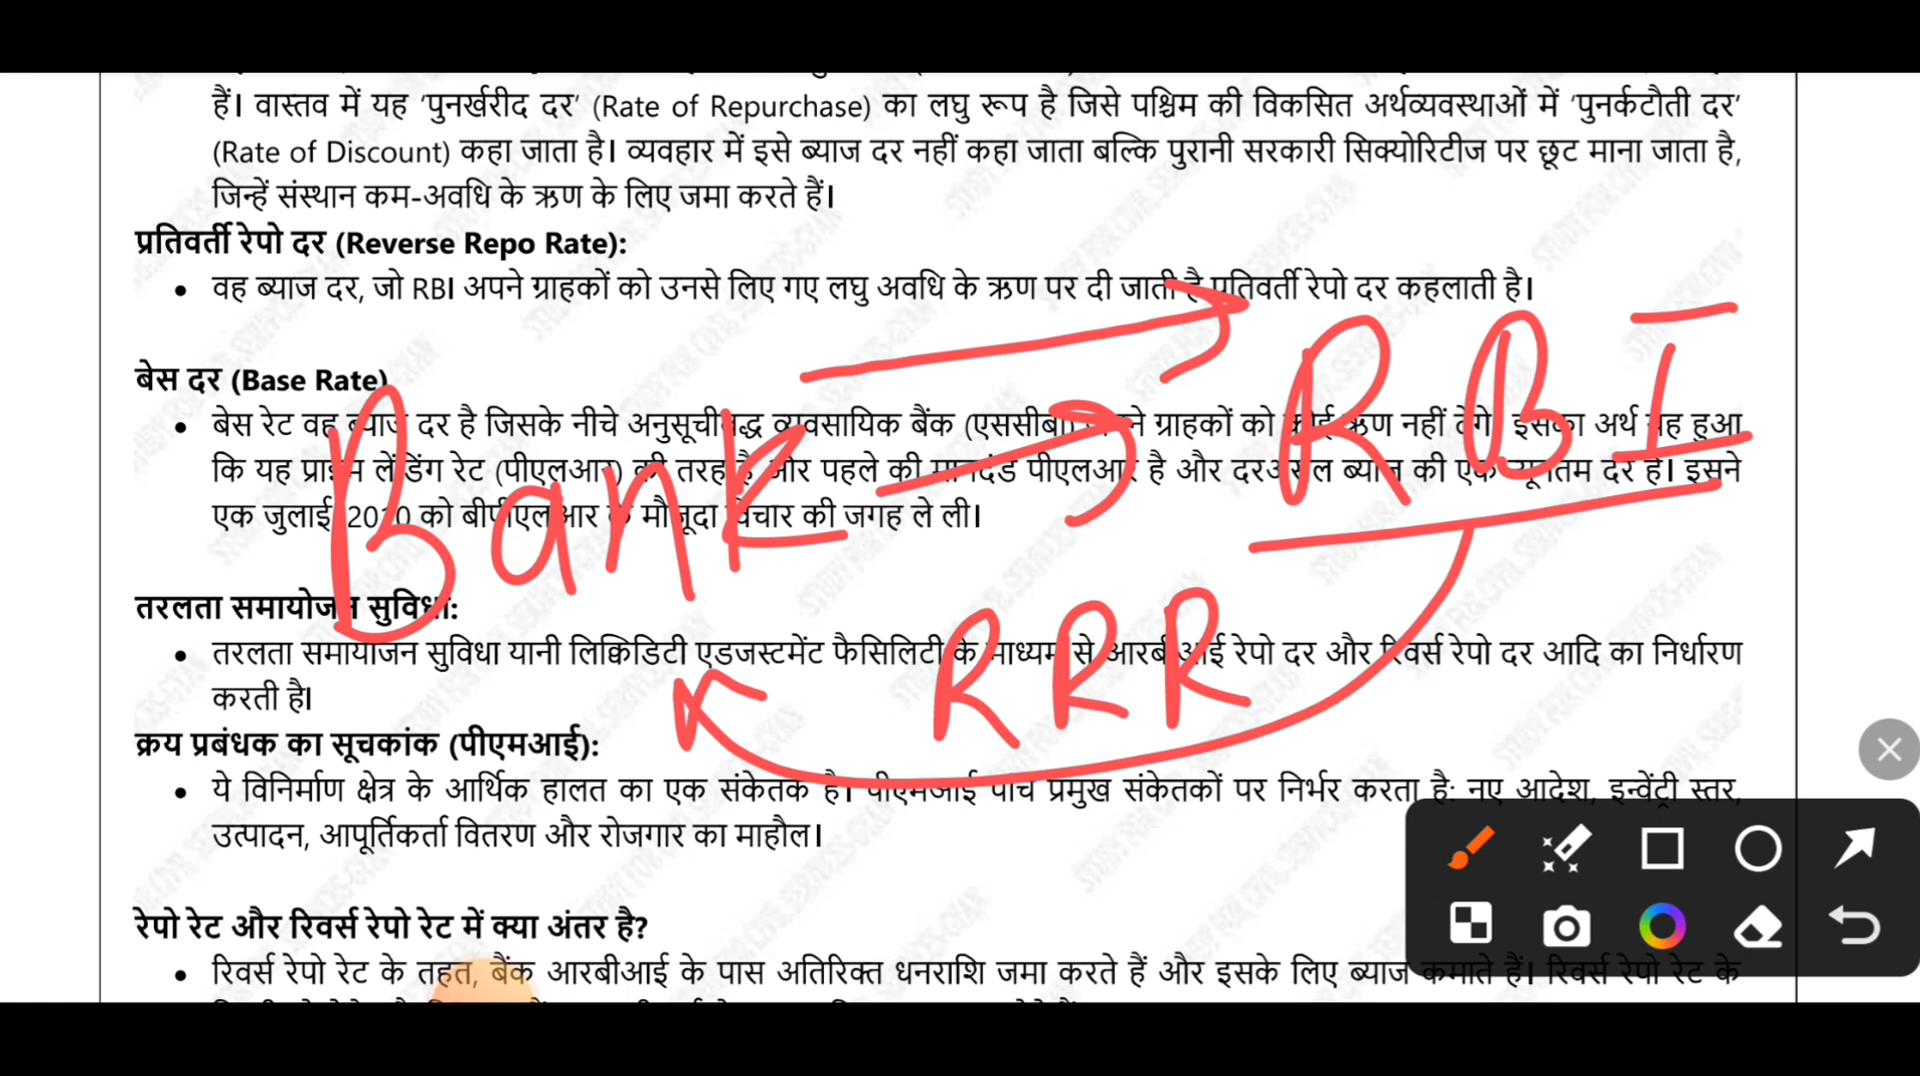 हैं। वास्तव में यह ‘पुनर्खरीद दर’ (Rate of Repurchase) का लघु रूप है जिसे पश्चिम की विकसित अर्थव्यवस्थाओं में ‘पुनर्कटौती दर’
(Rate of Discount) कहा जाता है। व्यवहार में इसे ब्याज दर नहीं कहा जाता बल्कि पुरानी सरकारी सिक्योरिटीज पर छूट माना जाता है,
जिन्हें संस्थान कम-अवधि के ऋण के लिए जमा करते हैं।
प्रतिवर्ती रेपो दर (Reverse Repo Rate):
• वह ब्याज दर, जो RBI अपने ग्राहकों को उनसे लिए गए लघु अवधि के ऋण पर दी जाती है प्रतिवर्ती रेपो दर कहलाती है।
बेस दर (Base Rate)
• बेस रेट वह ब्याज दर है जिसके नीचे अनुसूचीबद्ध व्यवसायिक बैंक (एससीबी) ग्राहकों को कोई ऋण नहीं देंगे इसका अर्थ यह हुआ
कि यह प्राइम लेंडिंग रेट (पीएलआर) की तरह है और पहले की मानदंड पीएलआर है और दरअसल ब्याज की एक न्यूनतम दर है। इसने
एक जुलाई 2010 को बीपीएलआर के मौजूदा विचार की जगह ले ली।
Bank RBI
RRR
तरलता समायोजन सुविधा:
• तरलता समायोजन सुविधा यानी लिक्विडिटी एडजस्टमेंट फैसिलिटी के माध्यम से आरबीआई रेपो दर और रिवर्स रेपो दर आदि का निर्धारण
करती है।
क्रय प्रबंधक का सूचकांक (पीएमआई):
• ये विनिर्माण क्षेत्र के आर्थिक हालत का एक संकेतक है। पीएमआई पांच प्रमुख संकेतकों पर निर्भर करता है: नए आदेश, इन्वेंट्री स्तर,
उत्पादन, आपूर्तिकर्ता वितरण और रोजगार का माहौल।
रेपो रेट और रिवर्स रेपो रेट में क्या अंतर है?
• रिवर्स रेपो रेट के तहत, बैंक आरबीआई के पास अतिरिक्त धनराशि जमा करते हैं और इसके लिए ब्याज कमाते हैं। रिवर्स रेपो रेट के